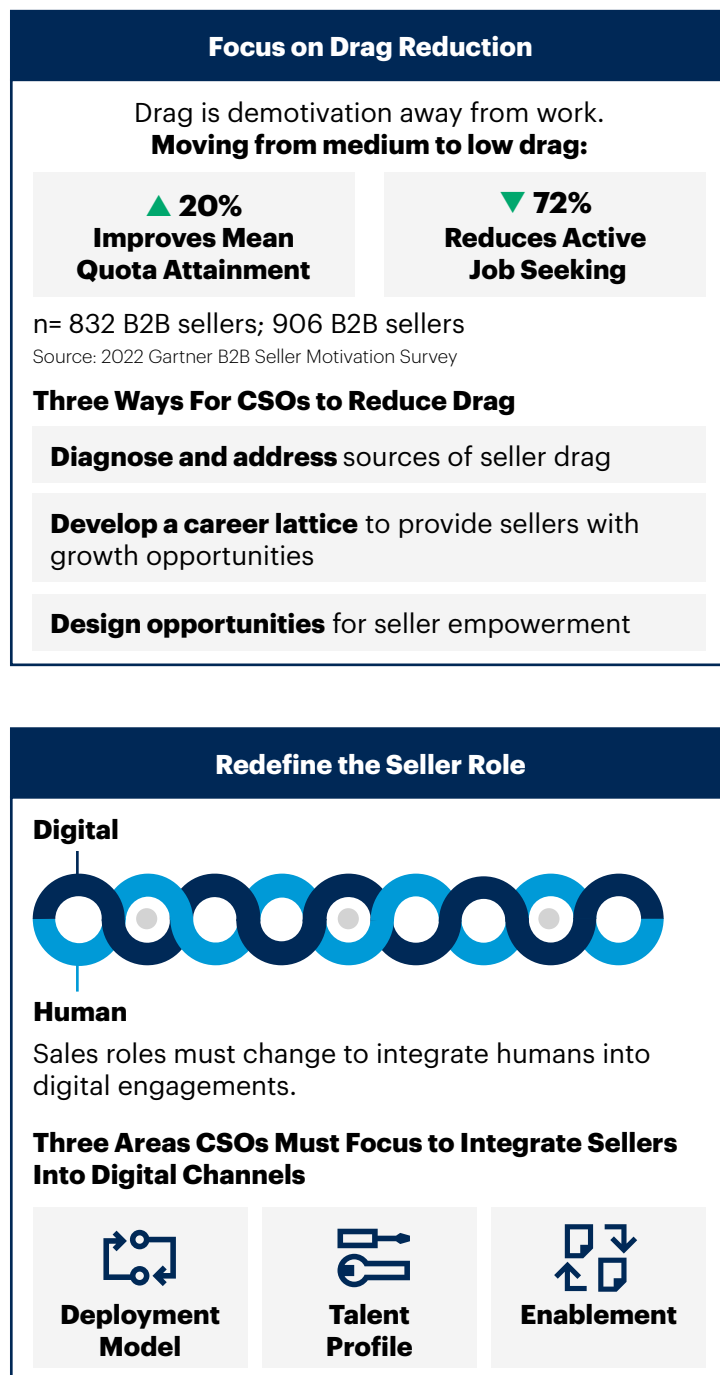 Focus on Drag Reduction
Drag is demotivation away from work.
Moving from medium to low drag:
▲ 20%
Improves Mean
Quota Attainment
▼ 72%
Reduces Active
Job Seeking
n= 832 B2B sellers; 906 B2B sellers
Source: 2022 Gartner B2B Seller Motivation Survey
Three Ways For CSOs to Reduce Drag
Diagnose and address sources of seller drag
Develop a career lattice to provide sellers with
growth opportunities
Design opportunities for seller empowerment
Redefine the Seller Role
Digital
Human
Sales roles must change to integrate humans into
digital engagements.
Three Areas CSOs Must Focus to Integrate Sellers
Into Digital Channels
Deployment
Model
Talent
Profile
Enablement